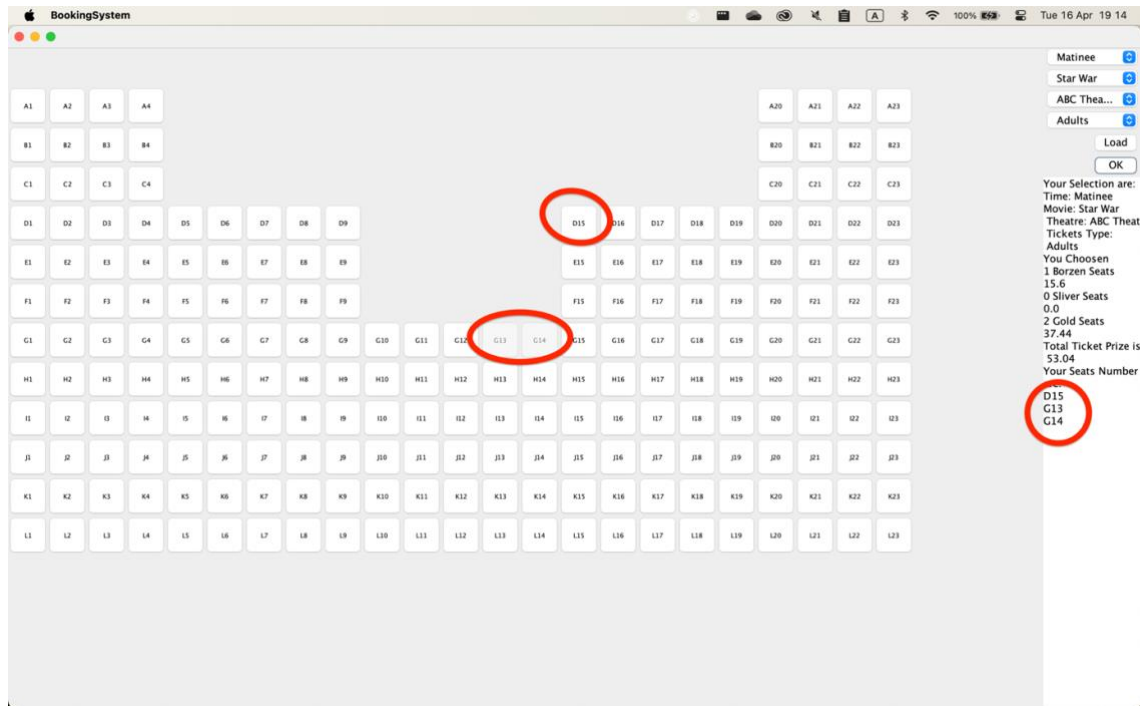 BookingSystem
A
100%
Tue 16 Apr 19 14
Matinee
Star War
ABC Thea...
Adults
Load
OK
A1 A2 A3 A4 A20 A21 A22 A23
B1 B2 B3 B4 B20 B21 B22 B23
C1 C2 C3 C4 C20 C21 C22 C23
D1 D2 D3 D4 D5 D6 D7 D8 D9 D15 D16 D17 D18 D19 D20 D21 D22 D23
E1 E2 E3 E4 E5 E6 E7 E8 E9 E15 E16 E17 E18 E19 E20 E21 E22 E23
F1 F2 F3 F4 F5 F6 F7 F8 F9 F15 F16 F17 F18 F19 F20 F21 F22 F23
G1 G2 G3 G4 G5 G6 G7 G8 G9 G10 G11 G12 G13 G14 G15 G16 G17 G18 G19 G20 G21 G22 G23
H1 H2 H3 H4 H5 H6 H7 H8 H9 H10 H11 H12 H13 H14 H15 H16 H17 H18 H19 H20 H21 H22 H23
I1 I2 I3 I4 I5 I6 I7 I8 I9 I10 I11 I12 I13 I14 I15 I16 I17 I18 I19 I20 I21 I22 I23
J1 J2 J3 J4 J5 J6 J7 J8 J9 J10 J11 J12 J13 J14 J15 J16 J17 J18 J19 J20 J21 J22 J23
K1 K2 K3 K4 K5 K6 K7 K8 K9 K10 K11 K12 K13 K14 K15 K16 K17 K18 K19 K20 K21 K22 K23
L1 L2 L3 L4 L5 L6 L7 L8 L9 L10 L11 L12 L13 L14 L15 L16 L17 L18 L19 L20 L21 L22 L23
Your Selection are:
Time: Matinee
Movie: Star War
Theatre: ABC Theat
Tickets Type:
Adults
You Choosen
1 Borzen Seats
15.6
0 Sliver Seats
0.0
2 Gold Seats
37.44
Total Ticket Prize is
53.04
Your Seats Number
D15
G13
G14